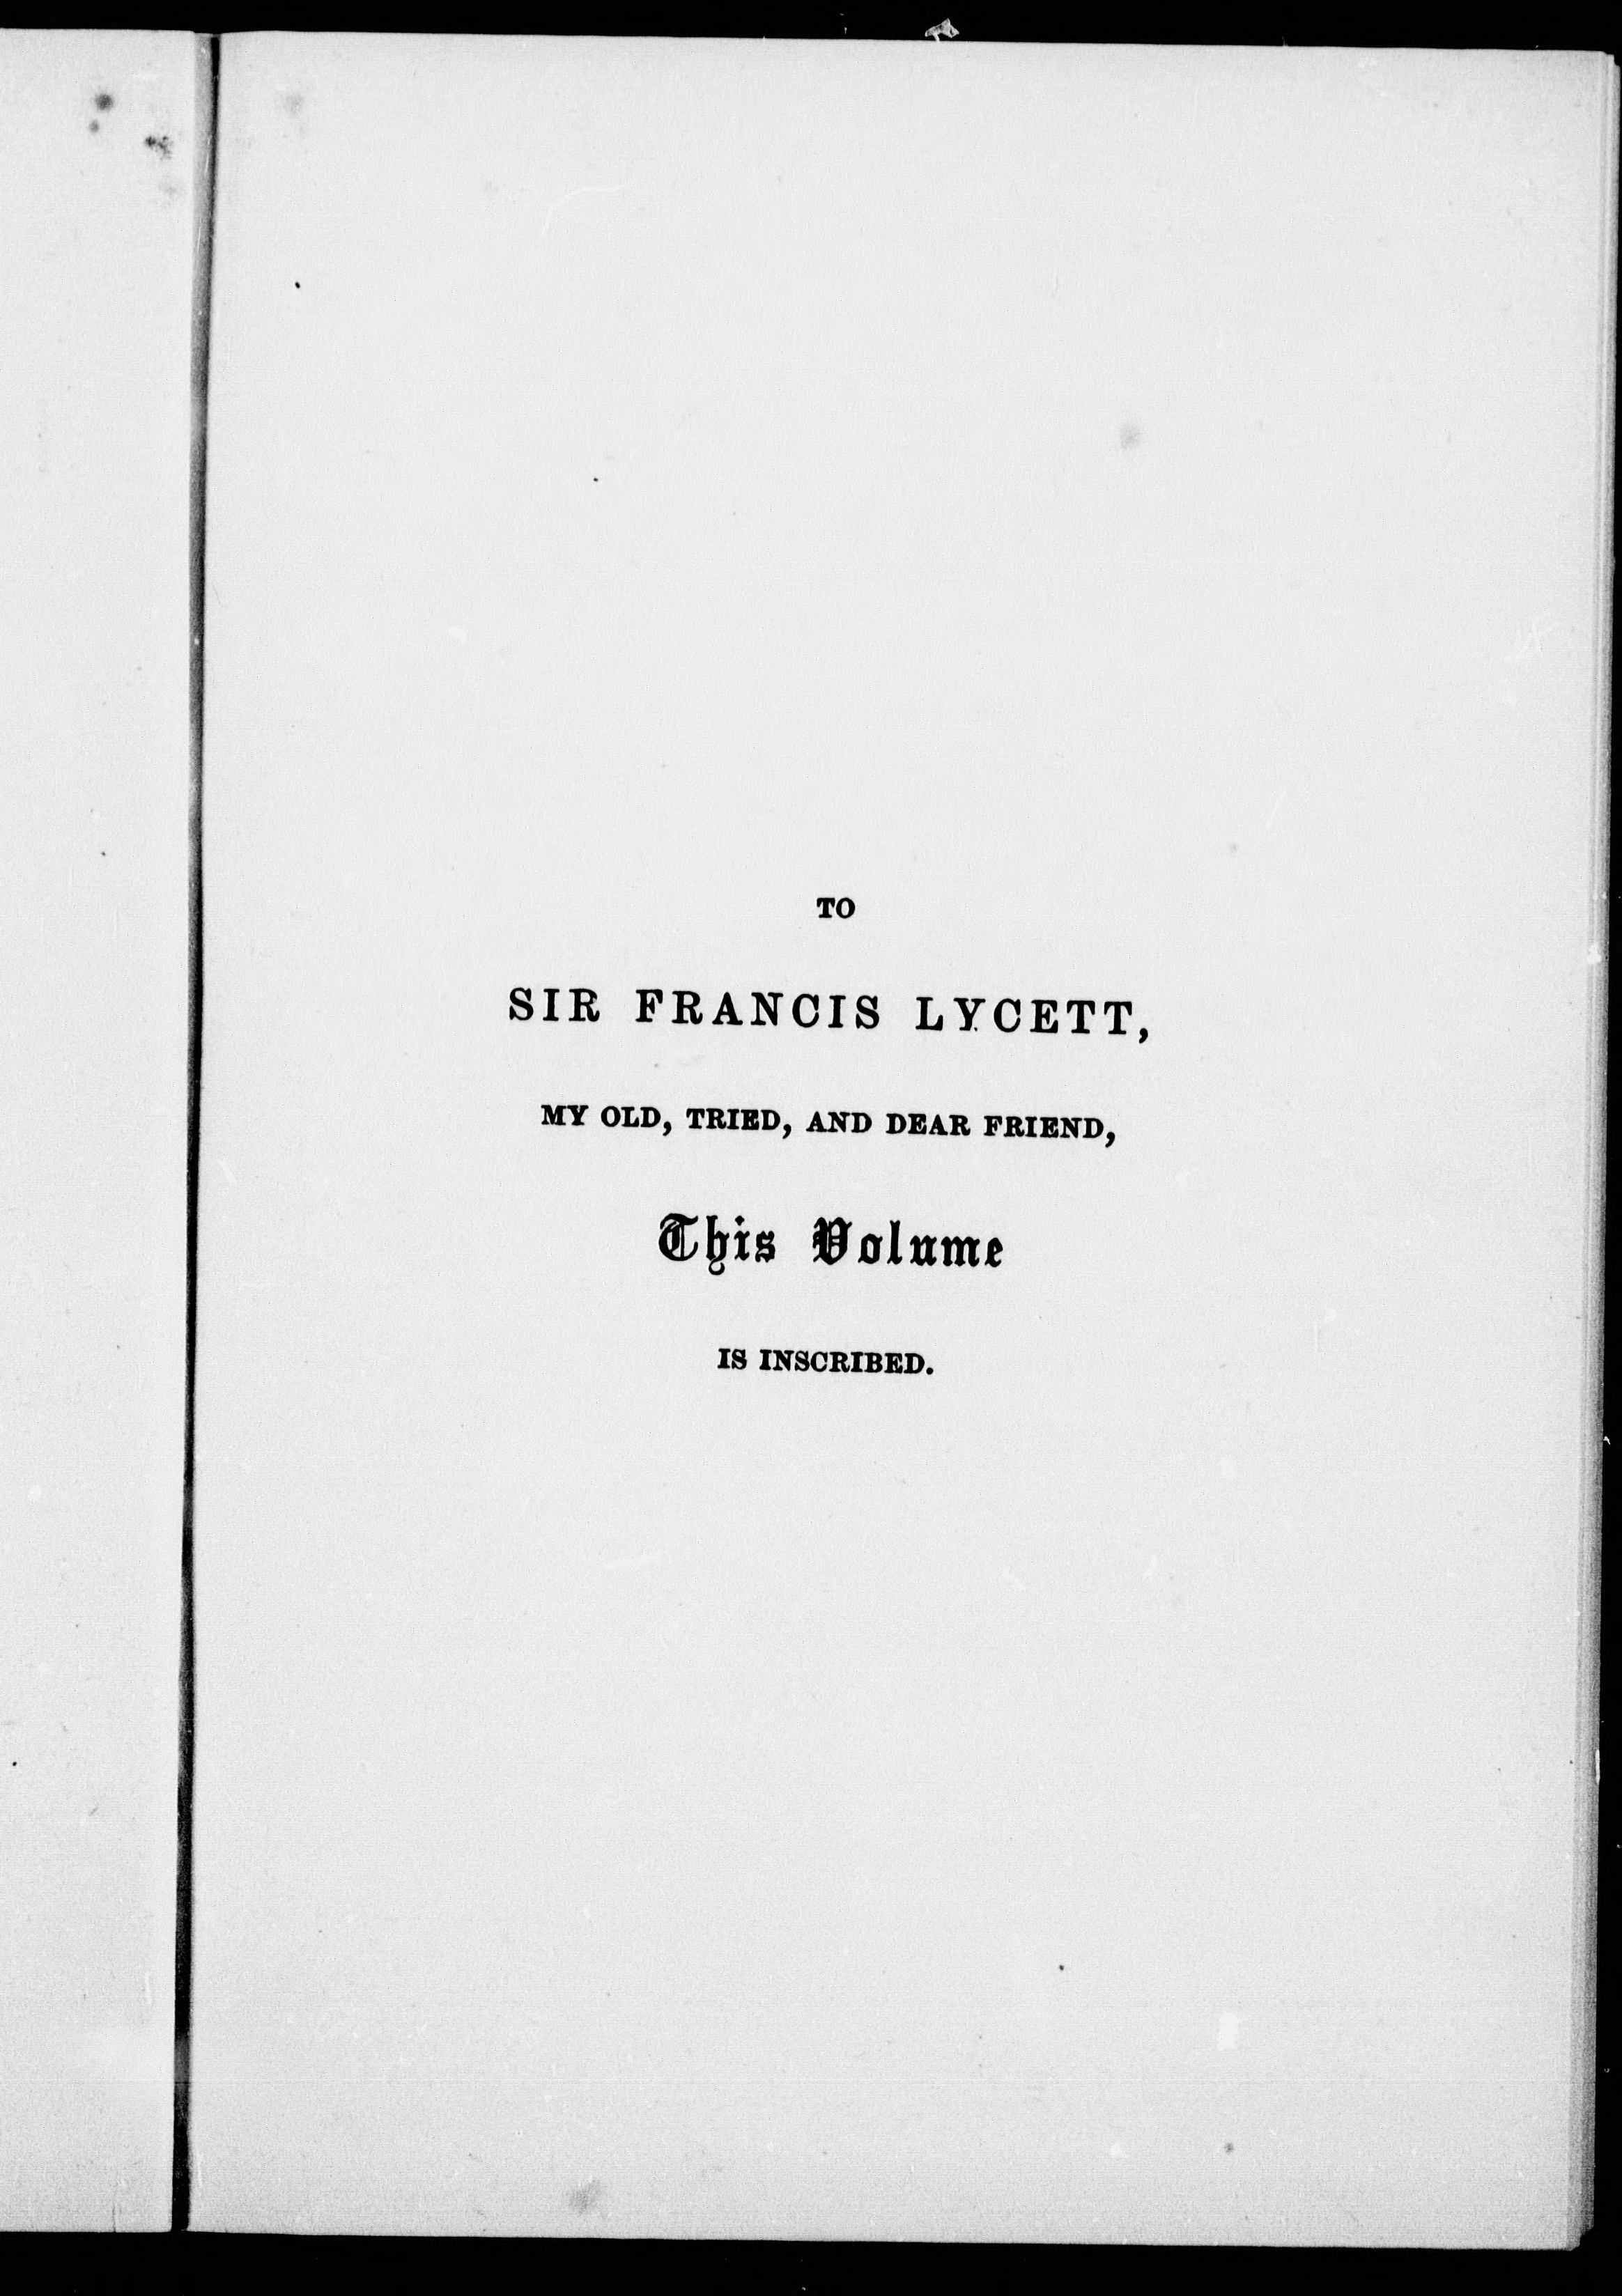 TO
SIR FRANCIS LYCETT,
MY OLD, TRIED, AND DEAR FRIEND,
This Volume
IS INSCRIBED.